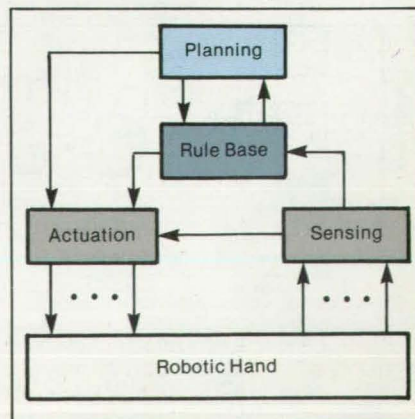 Planning
Rule Base
Actuation
Sensing
Robotic Hand